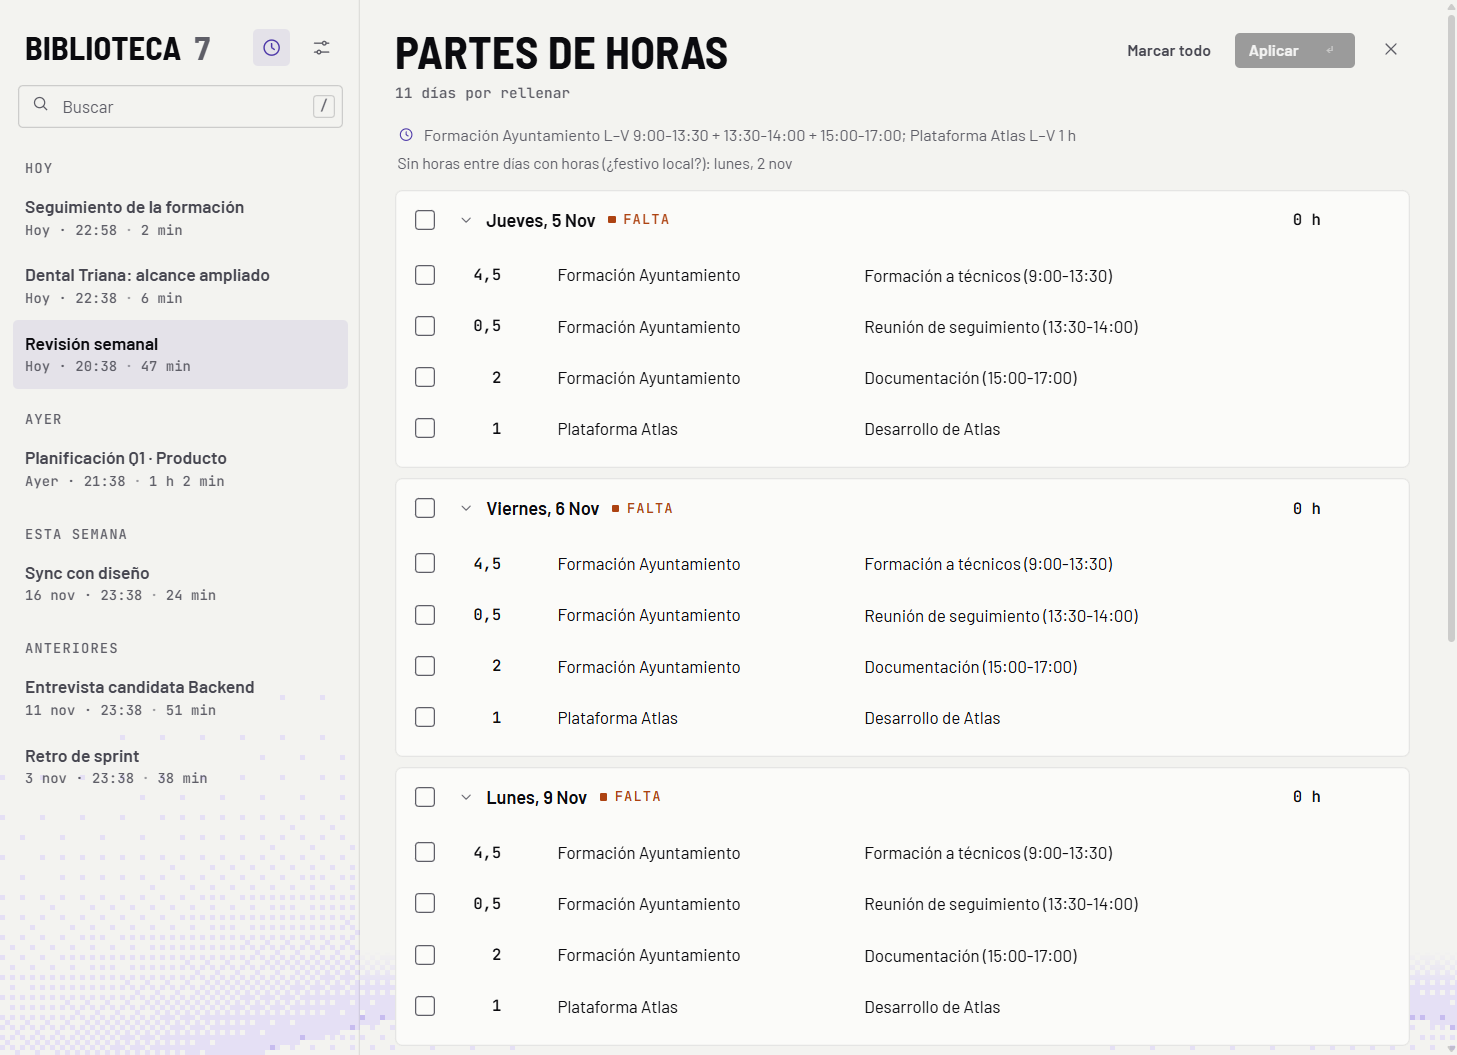 BIBLIOTECA 7
Buscar /
HOY
Seguimiento de la formación
Hoy · 22:58 · 2 min
Dental Triana: alcance ampliado
Hoy · 22:38 · 6 min
Revisión semanal
Hoy · 20:38 · 47 min
AYER
Planificación Q1 · Producto
Ayer · 21:38 · 1 h 2 min
ESTA SEMANA
Sync con diseño
16 nov · 23:38 · 24 min
ANTERIORES
Entrevista candidata Backend
11 nov · 23:38 · 51 min
Retro de sprint
3 nov · 23:38 · 38 min
PARTES DE HORAS
Marcar todo
Aplicar
11 días por rellenar
Formación Ayuntamiento L–V 9:00-13:30 + 13:30-14:00 + 15:00-17:00; Plataforma Atlas L–V 1 h
Sin horas entre días con horas (¿festivo local?): lunes, 2 nov
Jueves, 5 Nov FALTA 0 h
4,5 Formación Ayuntamiento Formación a técnicos (9:00-13:30)
0,5 Formación Ayuntamiento Reunión de seguimiento (13:30-14:00)
2 Formación Ayuntamiento Documentación (15:00-17:00)
1 Plataforma Atlas Desarrollo de Atlas
Viernes, 6 Nov FALTA 0 h
4,5 Formación Ayuntamiento Formación a técnicos (9:00-13:30)
0,5 Formación Ayuntamiento Reunión de seguimiento (13:30-14:00)
2 Formación Ayuntamiento Documentación (15:00-17:00)
1 Plataforma Atlas Desarrollo de Atlas
Lunes, 9 Nov FALTA 0 h
4,5 Formación Ayuntamiento Formación a técnicos (9:00-13:30)
0,5 Formación Ayuntamiento Reunión de seguimiento (13:30-14:00)
2 Formación Ayuntamiento Documentación (15:00-17:00)
1 Plataforma Atlas Desarrollo de Atlas